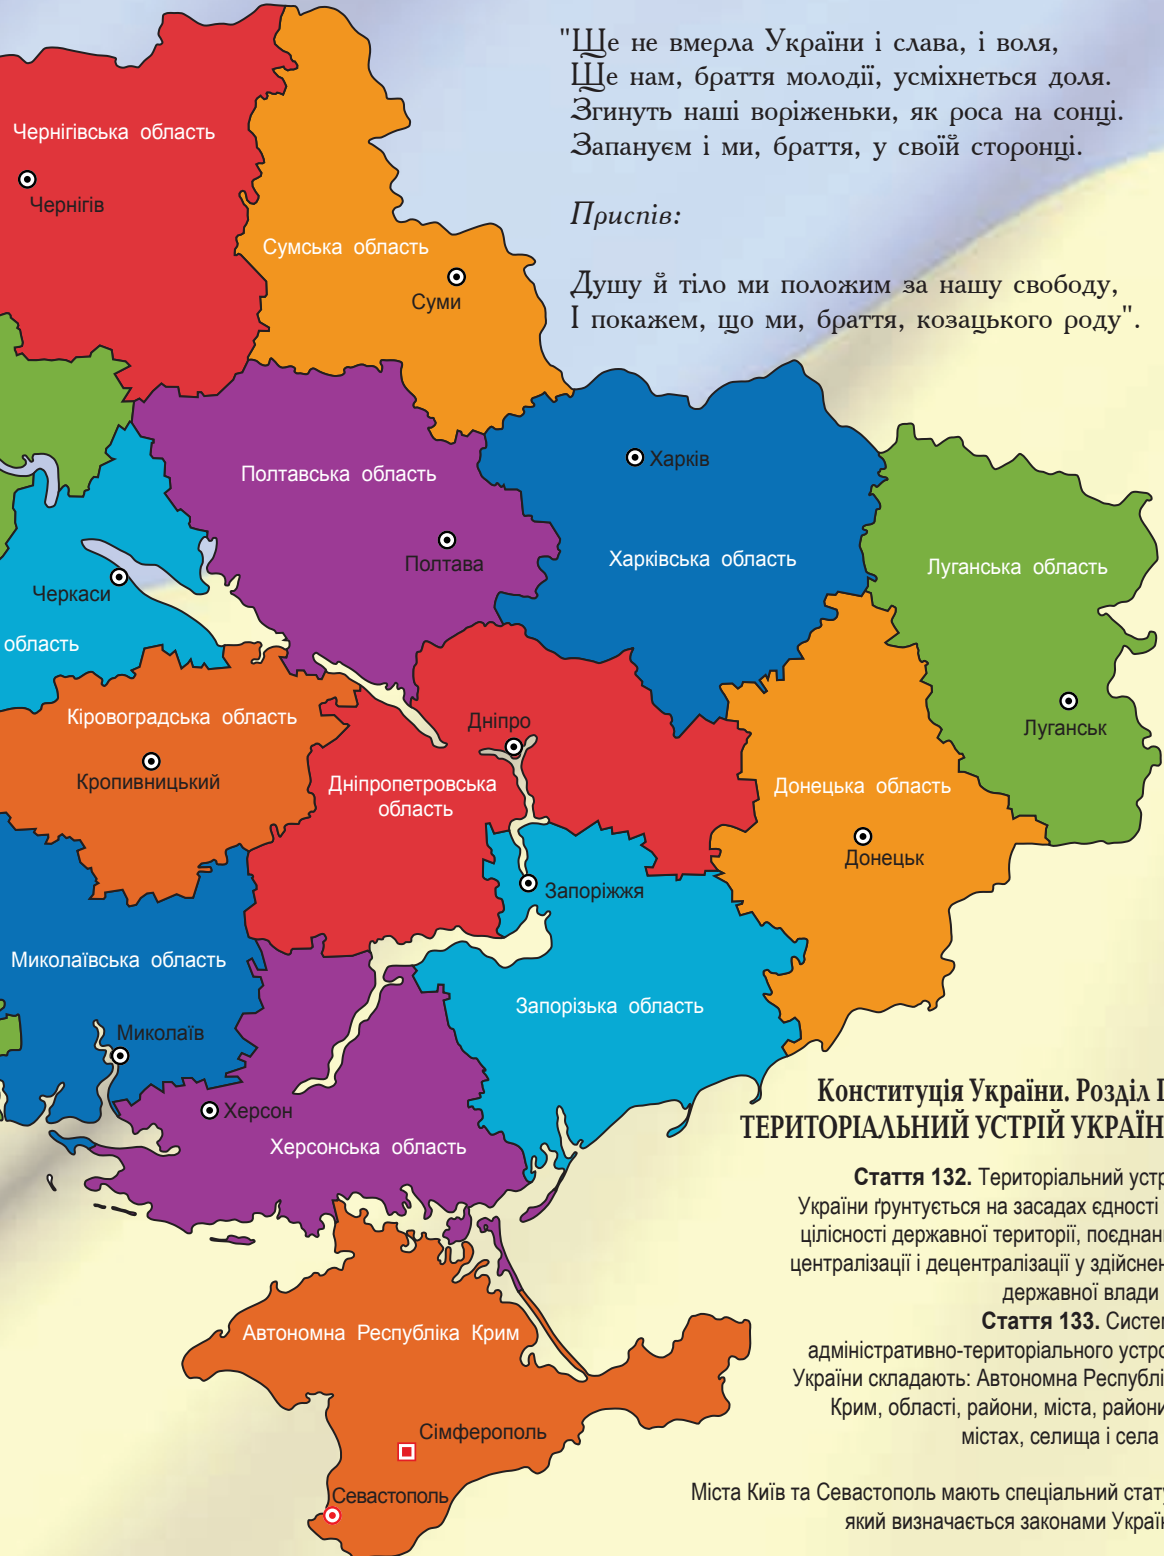 "Ще не вмерла України і слава, і воля,
Ще нам, браття молодії, усміхнеться доля.
Згинуть наші воріженьки, як роса на сонці.
Запануєм і ми, браття, у своїй сторонці.
Приспів:
Душу й тіло ми положим за нашу свободу,
І покажем, що ми, браття, козацького роду".
Чернігівська область
Чернігів
Сумська область
Суми
Полтавська область
Полтава
Харків
Харківська область
Луганська область
Луганськ
Черкаси
область
Кіровоградська область
Кропивницький
Дніпро
Дніпропетровська
область
Донецька область
Донецьк
Запоріжжя
Запорізька область
Миколаївська область
Миколаїв
Херсон
Херсонська область
Автономна Республіка Крим
Сімферополь
Севастополь
Конституція України. Розділ І
ТЕРИТОРІАЛЬНИЙ УСТРІЙ УКРАЇН
Стаття 132. Територіальний устр
України ґрунтується на засадах єдності
цілісності державної території, поєднан
централізації і децентралізації у здійснен
державної влади
Стаття 133. Систем
адміністративно-територіального устро
України складають: Автономна Республі
Крим, області, райони, міста, райони
містах, селища і села
Міста Київ та Севастополь мають спеціальний стату
який визначається законами Україн